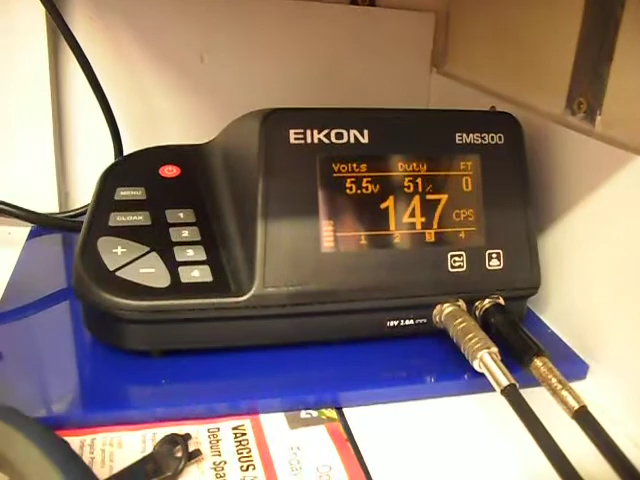 EIKON
EMS300
Volts Duty FT
5.5v 51% 0
147 CPS
1 2 3 4
MENU
CLOAK
1
2
3
4
+
−
18V 2.0A
VARGUS
Deburr Spa